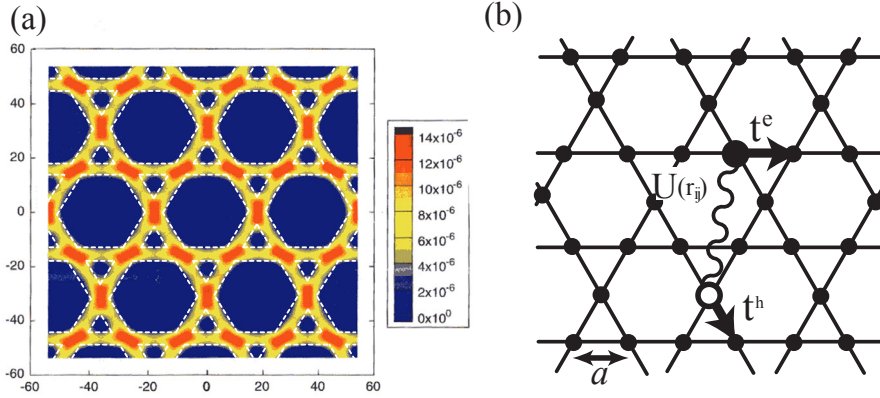 (a)
60
40
20
0
-20
-40
-60
-60
-40
-20
0
20
40
60
14x10⁻⁶
12x10⁻⁶
10x10⁻⁶
8x10⁻⁶
6x10⁻⁶
4x10⁻⁶
2x10⁻⁶
0x10⁰
(b)
tᵉ
U(rᵢⱼ)
tʰ
a